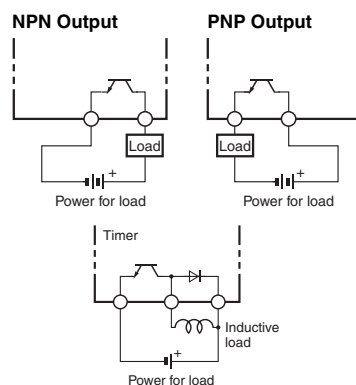 NPN Output
PNP Output
Load
+
Power for load
Load
+
Power for load
Timer
Inductive
load
+
Power for load